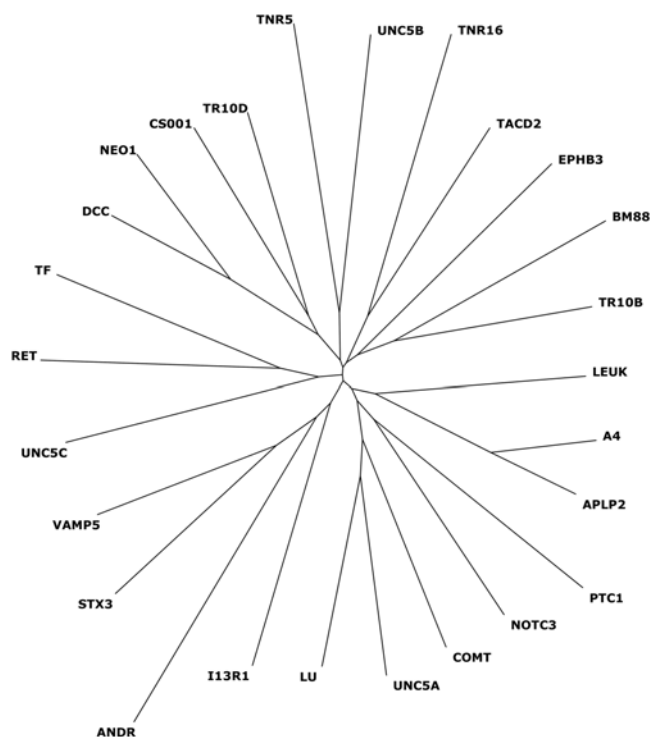 TNR5
UNC5B
TNR16
TR10D
CS001
TACD2
NEO1
EPHB3
DCC
BM88
TF
TR10B
RET
LEUK
A4
UNC5C
APLP2
VAMP5
STX3
PTC1
NOTC3
COMT
I13R1
LU
UNC5A
ANDR